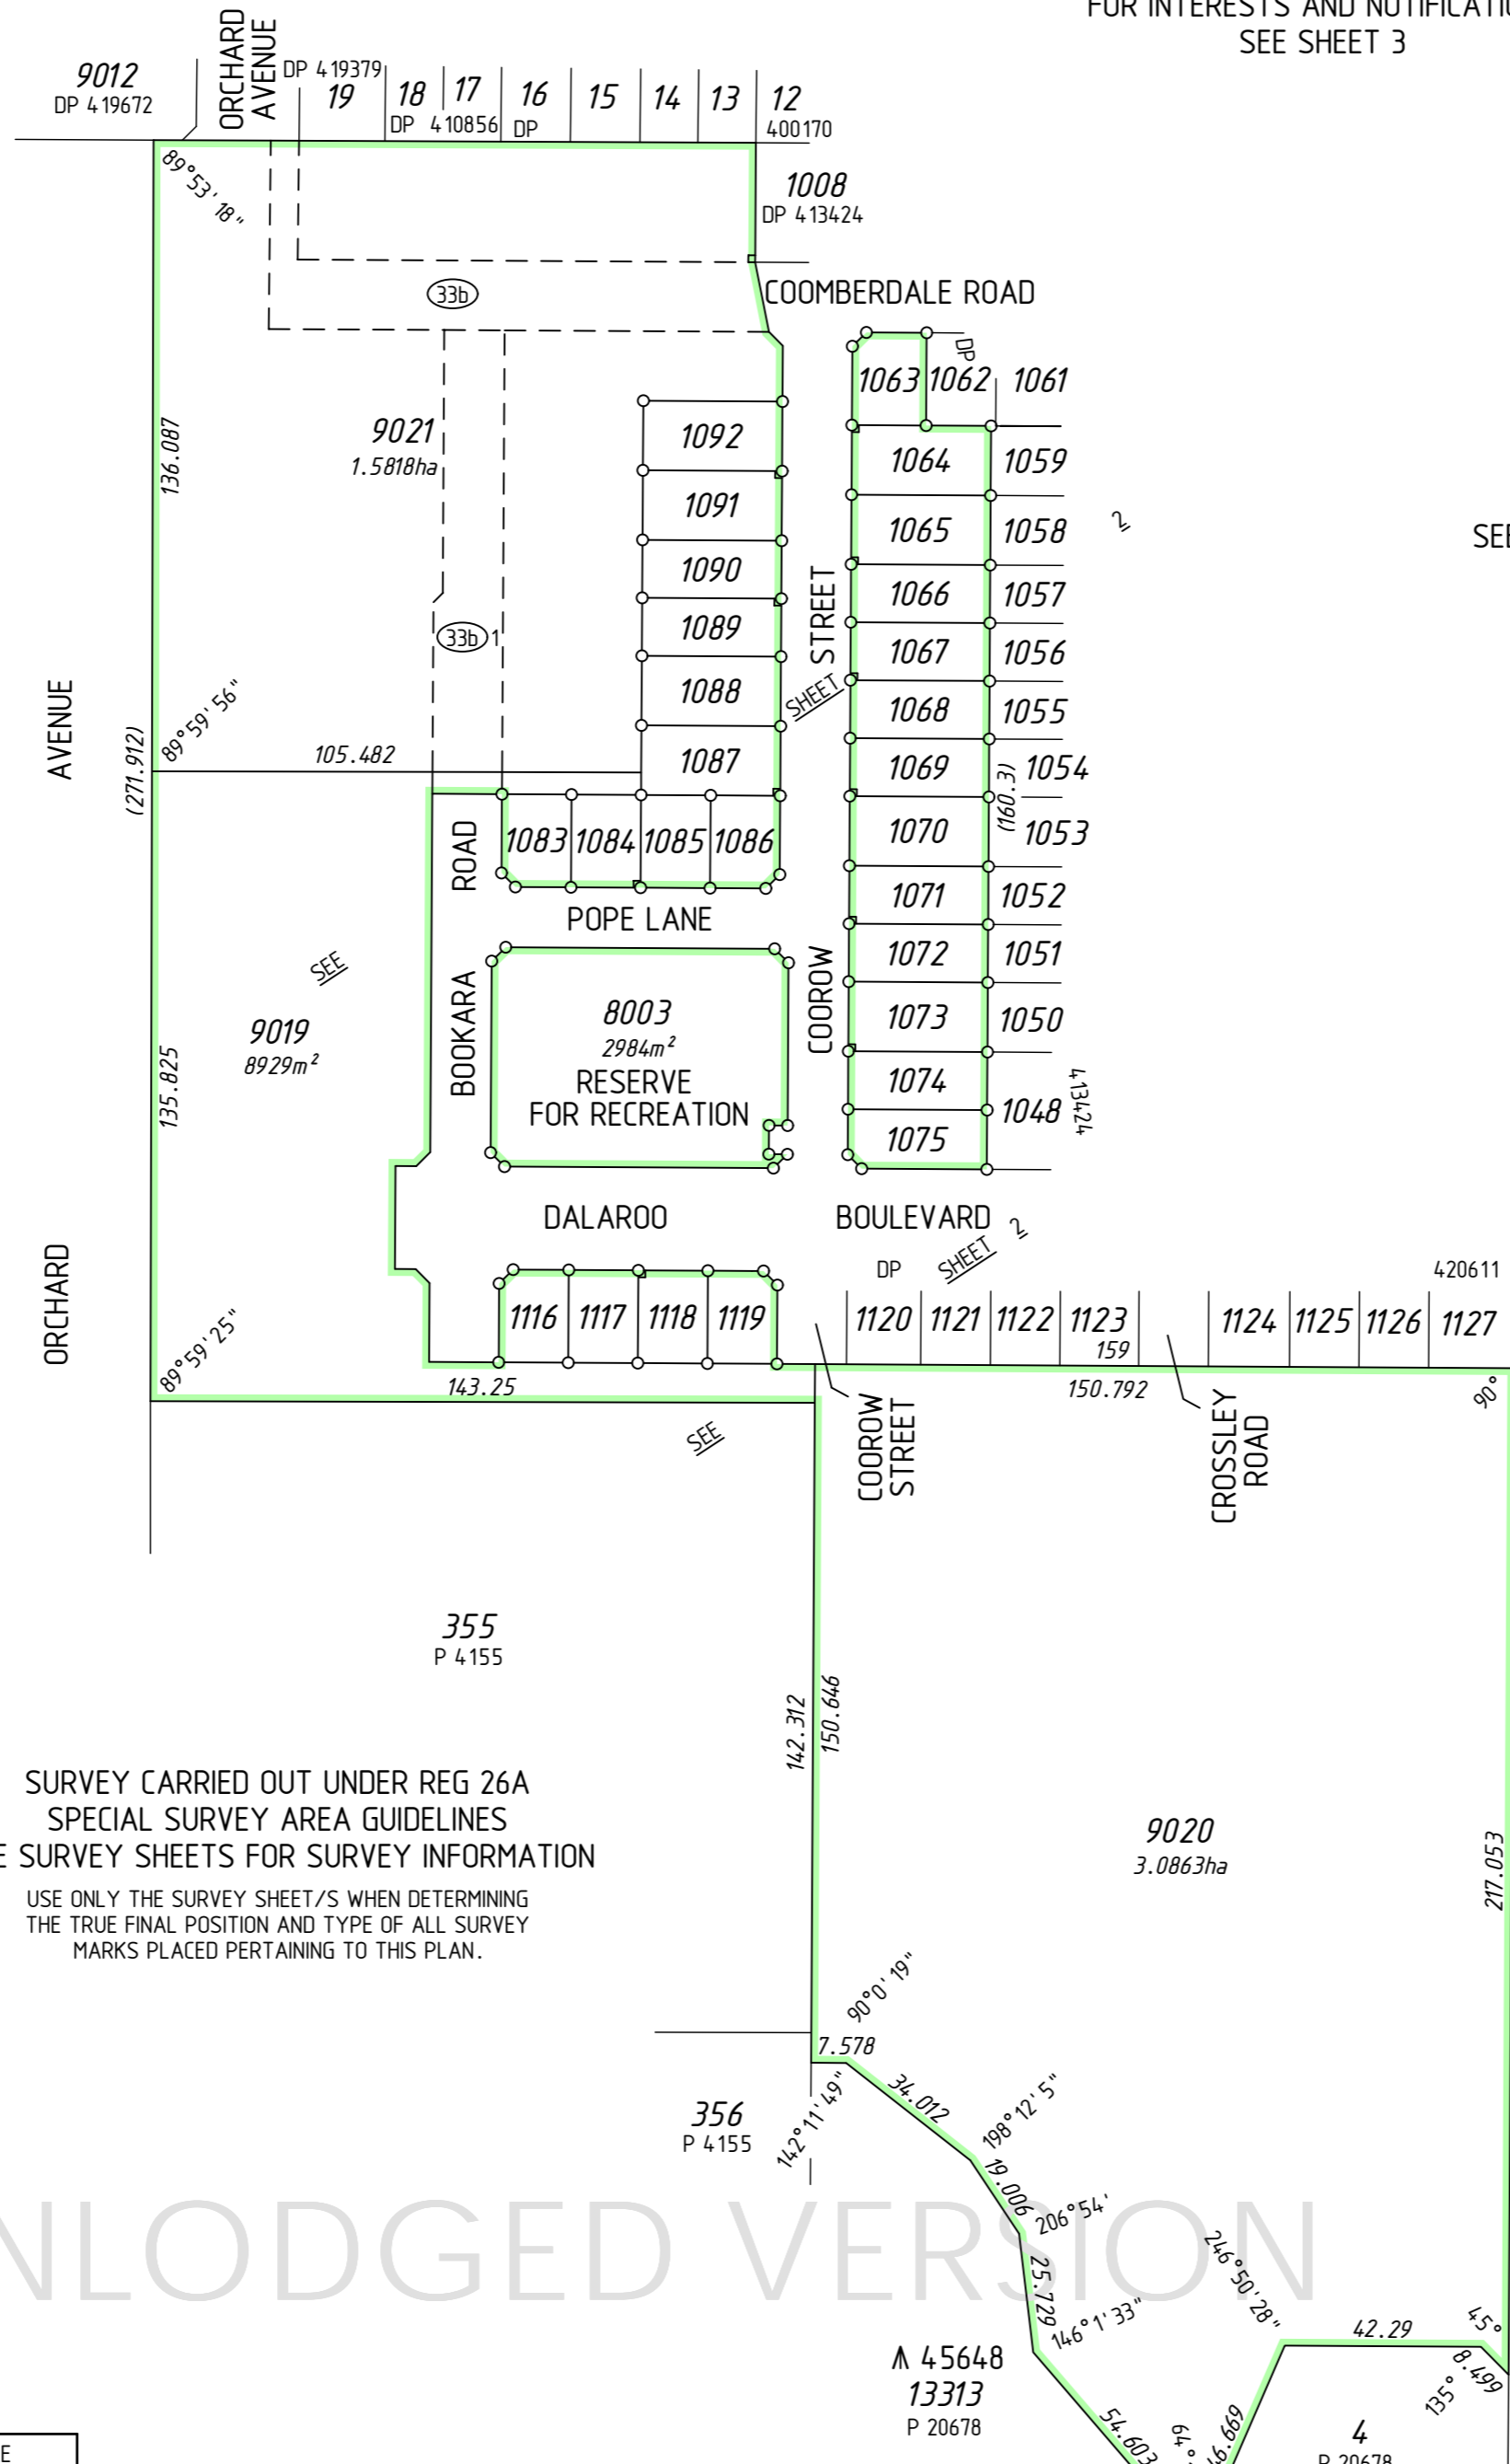 FOR INTERESTS AND
SEE SHEET 3
9012
DP 419672
ORCHARD
AVENUE
DP 419379
19
18
17
DP 410856
16
DP
15
14
13
12
400170
89°53'18"
1008
DP 413424
COOMBERDALE ROAD
33b
DP
1063
1062
1061
9021
1.5818ha
136.087
1092
1064
1059
1091
1065
1058
2
1090
1066
1057
STREET
33b
1
1089
1067
1056
1088
SHEET
1068
1055
AVENUE
89°59'56"
(271.912)
105.482
1087
1069
1054
(160.3)
1070
1053
ROAD
1083
1084
1085
1086
1071
1052
POPE LANE
SEE
1072
1051
BOOKARA
COOROW
8003
2984m²
RESERVE
FOR RECREATION
9019
8929m²
135.825
1073
1050
1074
1048
413424
1075
DALAROO
BOULEVARD
DP
SHEET 2
420611
ORCHARD
1116
1117
1118
1119
1120
1121
1122
1123
1124
1125
1126
1127
159
89°59'25"
143.25
150.792
90°
SEE
COOROW
STREET
CROSSLEY
ROAD
355
P 4155
142.312
150.646
SURVEY CARRIED OUT UNDER REG 26A
SPECIAL SURVEY AREA GUIDELINES
SURVEY SHEETS FOR SURVEY INFORMATION
USE ONLY THE SURVEY SHEET/S WHEN DETERMINING
THE TRUE FINAL POSITION AND TYPE OF ALL SURVEY
MARKS PLACED PERTAINING TO THIS PLAN.
9020
3.0863ha
217.053
90°0'19"
7.578
34.012
142°11'49"
356
P 4155
198°12'5"
19.006
206°54'
25.729
146°1'33"
246°50'28"
42.29
45°
8.499
135°
NLODGED VERSION
45648
13313
P 20678
54.603
64°
6.669
4
P 20678
E